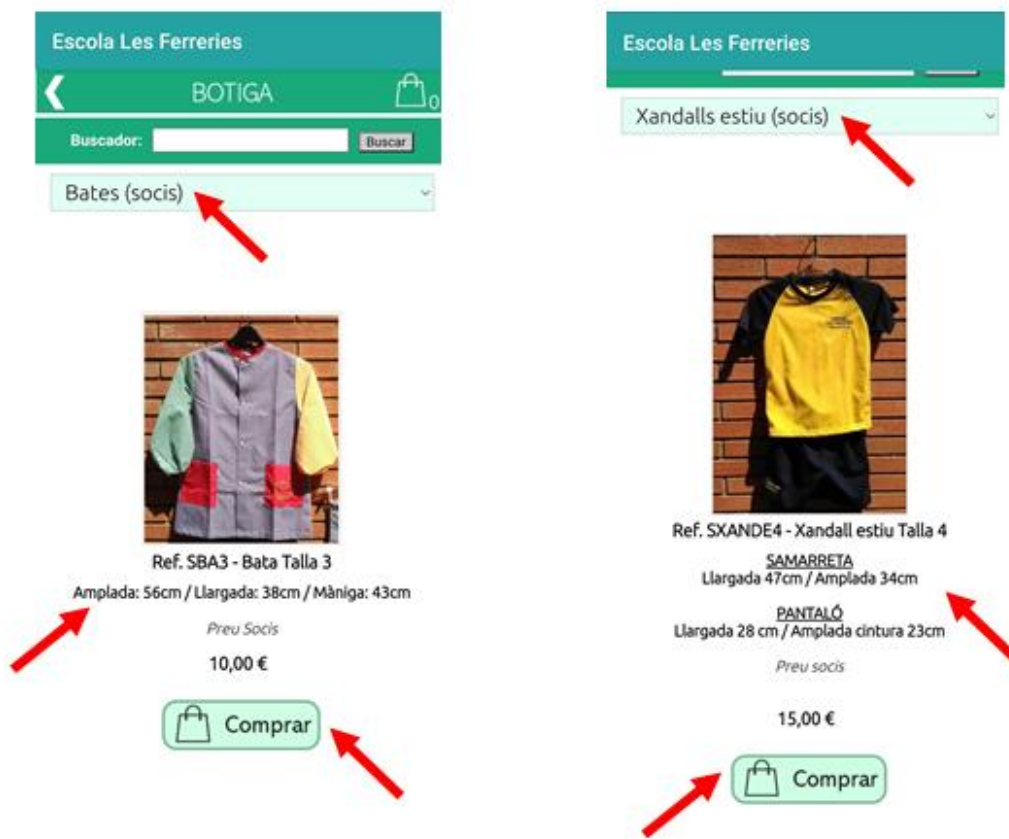 Escola Les Ferreries
BOTIGA
0
Buscador:
Buscar
Bates (socis)
Ref. SBA3 - Bata Talla 3
Amplada: 56cm / Llargada: 38cm / Màniga: 43cm
Preu Socis
10,00 €
Comprar
Escola Les Ferreries
Xandalls estiu (socis)
Ref. SXANDE4 - Xandall estiu Talla 4
SAMARRETA
Llargada 47cm / Amplada 34cm
PANTALÓ
Llargada 28 cm / Amplada cintura 23cm
Preu socis
15,00 €
Comprar